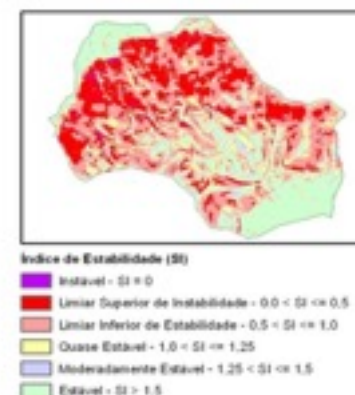 Índice de Estabilidade (SI)
Instável - SI = 0
Limiar Superior de Instabilidade - 0.0 < SI <= 0.5
Limiar Inferior de Estabilidade - 0.5 < SI <= 1.0
Quase Estável - 1.0 < SI <= 1.25
Moderadamente Estável - 1.25 < SI <= 1.5
Estável - SI > 1.5